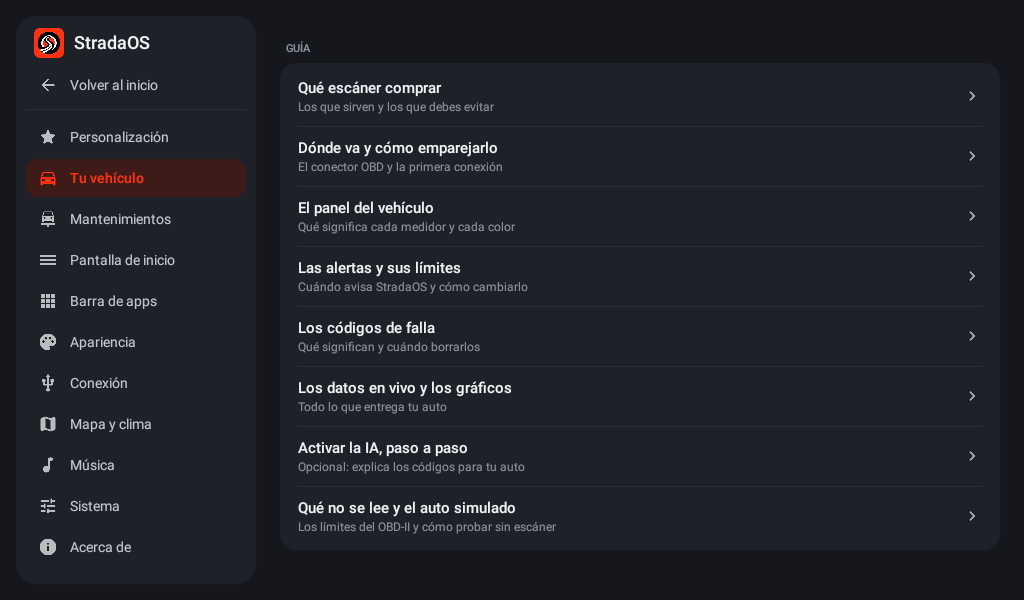 StradaOS
Volver al inicio
Personalización
Tu vehículo
Mantenimientos
Pantalla de inicio
Barra de apps
Apariencia
Conexión
Mapa y clima
Música
Sistema
Acerca de
GUÍA
Qué escáner comprar
Los que sirven y los que debes evitar
Dónde va y cómo emparejarlo
El conector OBD y la primera conexión
El panel del vehículo
Qué significa cada medidor y cada color
Las alertas y sus límites
Cuándo avisa StradaOS y cómo cambiarlo
Los códigos de falla
Qué significan y cuándo borrarlos
Los datos en vivo y los gráficos
Todo lo que entrega tu auto
Activar la IA, paso a paso
Opcional: explica los códigos para tu auto
Qué no se lee y el auto simulado
Los límites del OBD-II y cómo probar sin escáner